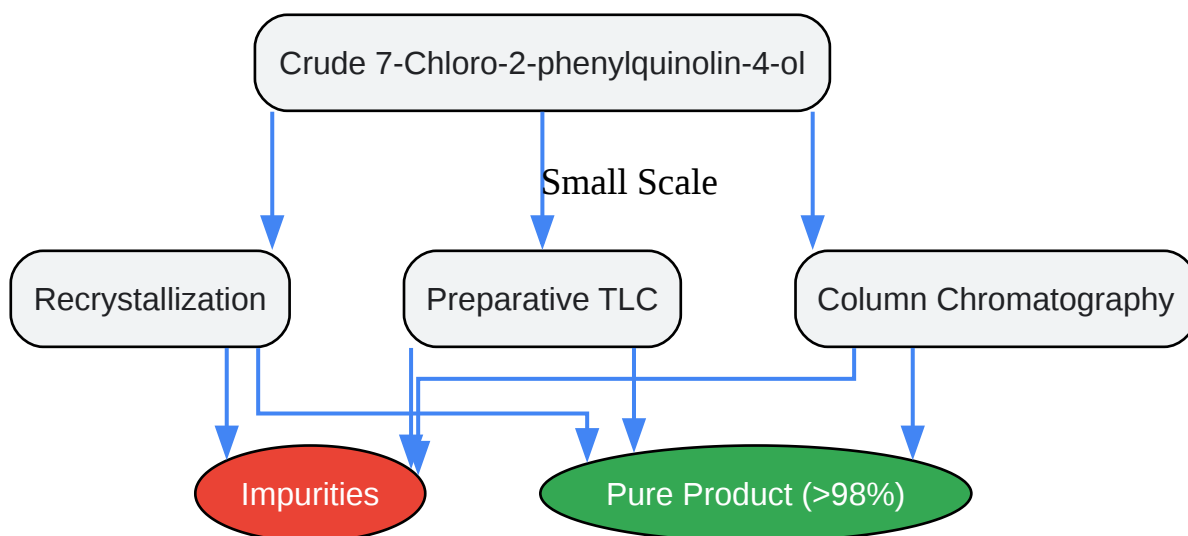 Crude 7-Chloro-2-phenylquinolin-4-ol
Small Scale
Recrystallization
Preparative TLC
Column Chromatography
Impurities
Pure Product (>98%)